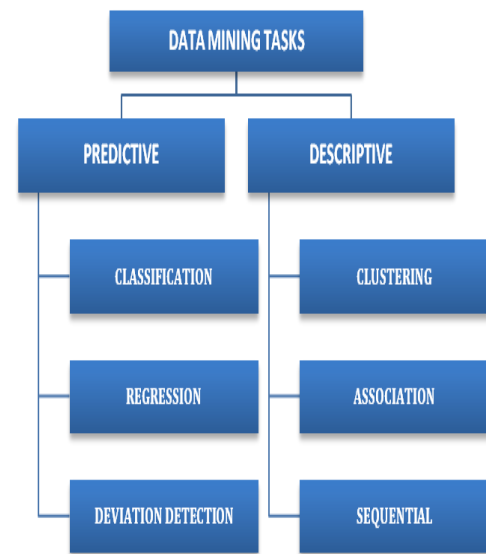 DATA MINING TASKS
PREDICTIVE
DESCRIPTIVE
CLASSIFICATION
CLUSTERING
REGRESSION
ASSOCIATION
DEVIATION DETECTION
SEQUENTIAL